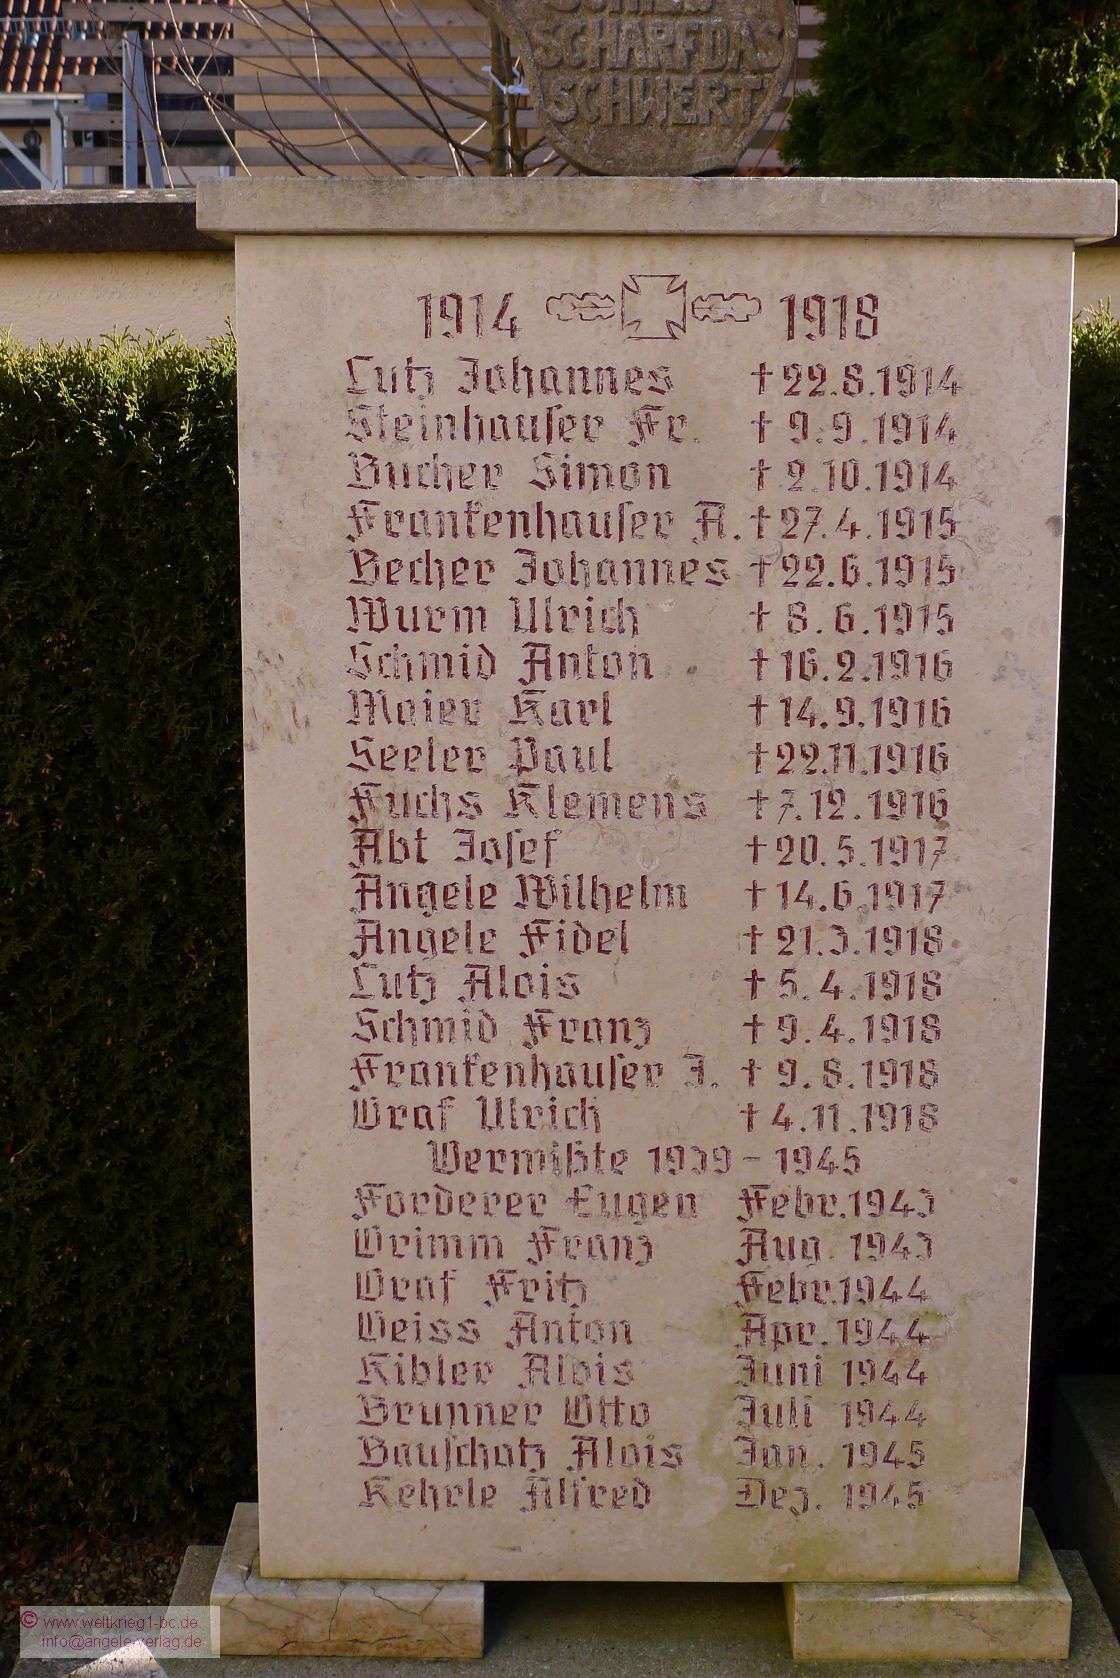 SCHARF DAS
SCHWERT
1914 1918
Lutz Johannes † 22.8.1914
Steinhauser Fr. † 9.9.1914
Bucher Simon † 2.10.1914
Frankenhauser A. † 27.4.1915
Becher Johannes † 22.6.1915
Wurm Ulrich † 8.6.1915
Schmid Anton † 16.2.1916
Maier Karl † 14.9.1916
Seeler Paul † 22.11.1916
Fuchs Klemens † 7.12.1916
Abt Josef † 20.5.1917
Angele Wilhelm † 14.6.1917
Angele Fidel † 21.3.1918
Lutz Alois † 5.4.1918
Schmid Franz † 9.4.1918
Frankenhauser J. † 9.8.1918
Graf Ulrich † 4.11.1918
Vermißte 1939-1945
Forderer Eugen Febr. 1943
Grimm Franz Aug. 1943
Graf Fritz Febr. 1944
Geiss Anton Apr. 1944
Kibler Alois Juni 1944
Brunner Otto Juli 1944
Bauschatz Alois Jan. 1945
Kehrle Alfred Dez. 1945
© www.weltkrieg1-bc.de
info@angele-verlag.de